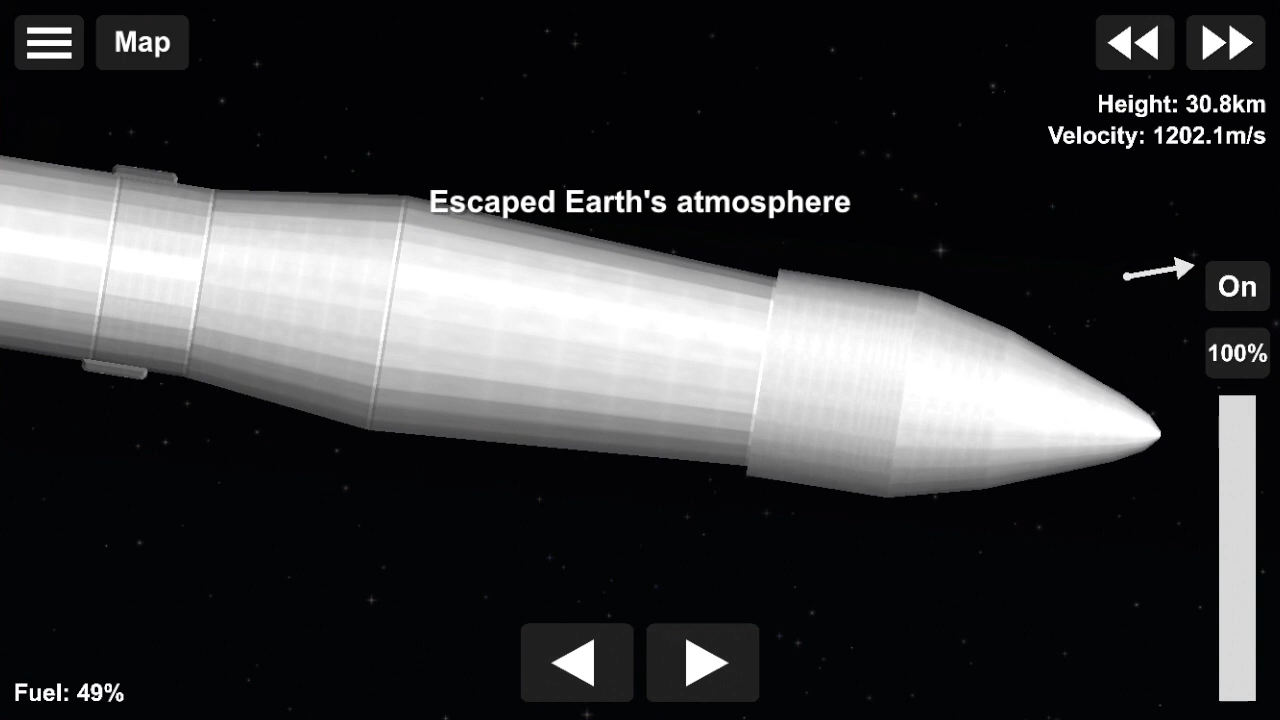 Map
Height: 30.8km
Velocity: 1202.1m/s
Escaped Earth's atmosphere
On
100%
Fuel: 49%